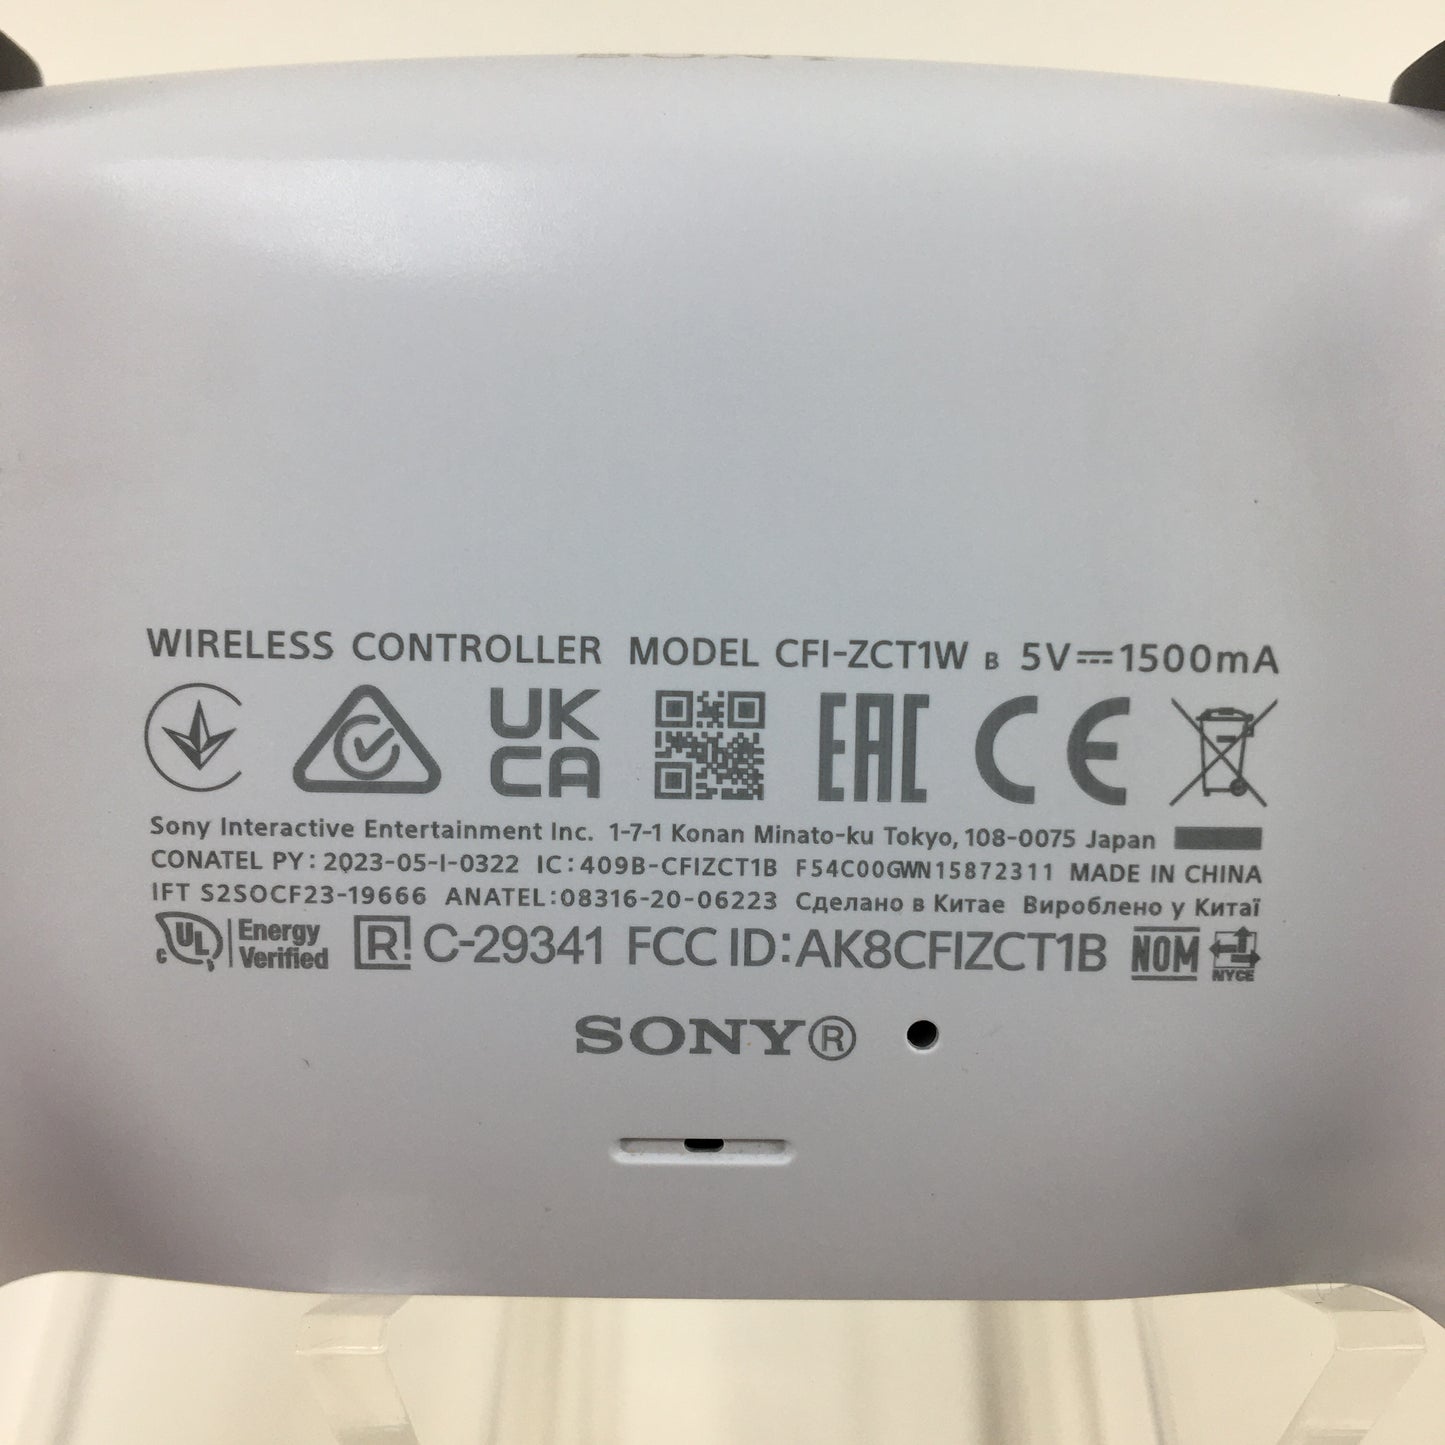 WIRELESS CONTROLLER MODEL CFI-ZCT1W B 5V⎓1500mA
UK CA EAC CE
Sony Interactive Entertainment Inc. 1-7-1 Konan Minato-ku Tokyo, 108-0075 Japan
CONATEL PY: 2023-05-I-0322 IC: 409B-CFIZCT1B F54C00GWN15872311 MADE IN CHINA
IFT S2SOCF23-19666 ANATEL: 08316-20-06223 Сделано в Китае Вироблено у Китаї
c UL us Energy Verified R! C-29341 FCC ID: AK8CFIZCT1B NOM NYCE
SONY®